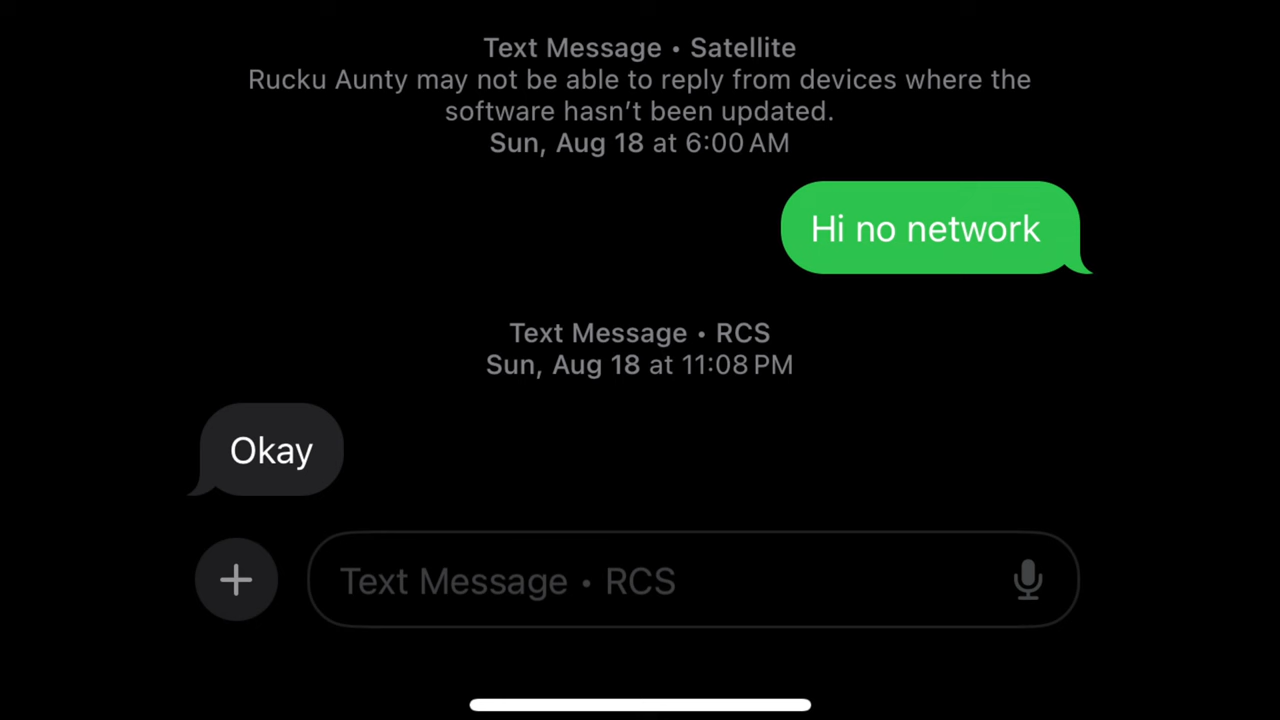 Text Message • Satellite
Rucku Aunty may not be able to reply from devices where the
software hasn’t been updated.
Sun, Aug 18 at 6:00 AM
Hi no network
Text Message • RCS
Sun, Aug 18 at 11:08 PM
Okay
Text Message • RCS